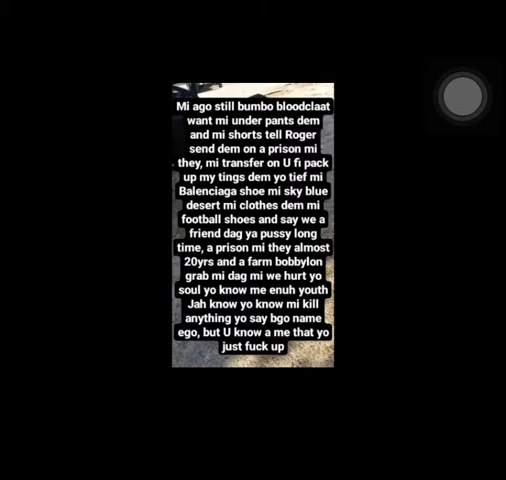 Mi ago still bumbo bloodclaat
want mi under pants dem
and mi shorts tell Roger
send dem on a prison mi
they, mi transfer on U fi pack
up my tings dem yo tief mi
Balenciaga shoe mi sky blue
desert mi clothes dem mi
football shoes and say we a
friend dag ya pussy long
time, a prison mi they almost
20yrs and a farm bobbylon
grab mi dag mi we hurt yo
soul yo know me enuh youth
Jah know yo know mi kill
anything yo say bgo name
ego, but U know a me that yo
just fuck up